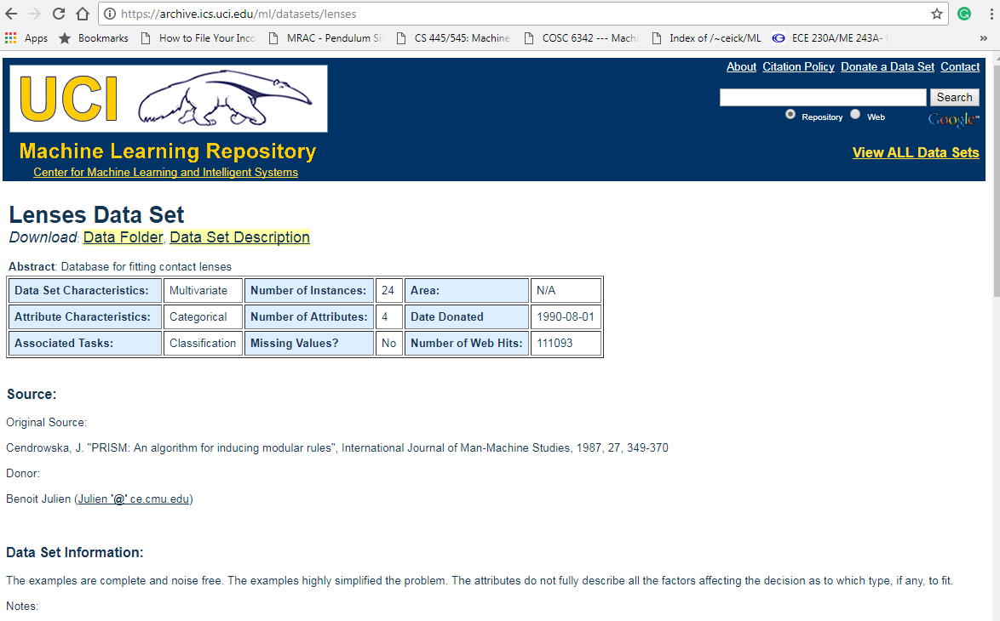 https://archive.ics.uci.edu/ml/datasets/lenses
Apps Bookmarks How to File Your Inco MRAC - Pendulum Si CS 445/545: Machine COSC 6342 --- Mach Index of /~ceick/ML ECE 230A/ME 243A- »
UCI
Machine Learning Repository
Center for Machine Learning and Intelligent Systems
About Citation Policy Donate a Data Set Contact
Search
Repository Web Google™
View ALL Data Sets
Lenses Data Set
Download: Data Folder, Data Set Description
Abstract: Database for fitting contact lenses
Data Set Characteristics: Multivariate Number of Instances: 24 Area: N/A
Attribute Characteristics: Categorical Number of Attributes: 4 Date Donated 1990-08-01
Associated Tasks: Classification Missing Values? No Number of Web Hits: 111093
Source:
Original Source:
Cendrowska, J. "PRISM: An algorithm for inducing modular rules", International Journal of Man-Machine Studies, 1987, 27, 349-370
Donor:
Benoit Julien (Julien '@' ce.cmu.edu)
Data Set Information:
The examples are complete and noise free. The examples highly simplified the problem. The attributes do not fully describe all the factors affecting the decision as to which type, if any, to fit.
Notes: